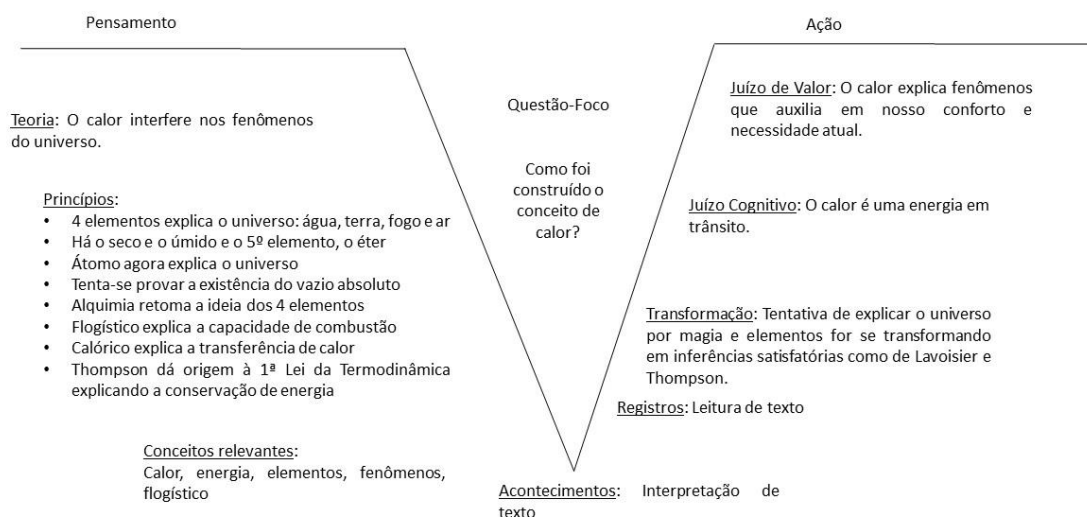 Pensamento
Teoria: O calor interfere nos fenômenos
do universo.
Princípios:
• 4 elementos explica o universo: água, terra, fogo e ar
• Há o seco e o úmido e o 5º elemento, o éter
• Átomo agora explica o universo
• Tenta-se provar a existência do vazio absoluto
• Alquimia retoma a ideia dos 4 elementos
• Flogístico explica a capacidade de combustão
• Calórico explica a transferência de calor
• Thompson dá origem à 1ª Lei da Termodinâmica
explicando a conservação de energia
Conceitos relevantes:
Calor, energia, elementos, fenômenos,
flogístico
Questão-Foco
Como foi
construído o
conceito de
calor?
Ação
Juízo de Valor: O calor explica fenômenos
que auxilia em nosso conforto e
necessidade atual.
Juízo Cognitivo: O calor é uma energia em
trânsito.
Transformação: Tentativa de explicar o universo
por magia e elementos for se transformando
em inferências satisfatórias como de Lavoisier e
Thompson.
Registros: Leitura de texto
Acontecimentos: Interpretação de
texto